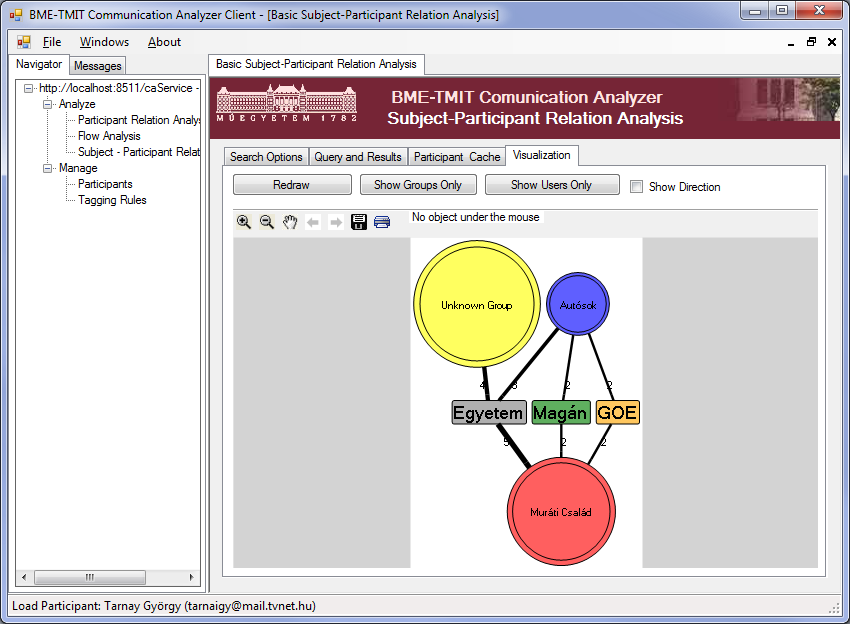 BME-TMIT Communication Analyzer Client - [Basic Subject-Participant Relation Analysis]
File Windows About
Navigator Messages
Basic Subject-Participant Relation Analysis
http://localhost:8511/caService -
Analyze
Participant Relation Analys
Flow Analysis
Subject - Participant Relat
Manage
Participants
Tagging Rules
MŰEGYETEM 1782
BME-TMIT Comunication Analyzer
Subject-Participant Relation Analysis
Search Options Query and Results Participant Cache Visualization
Redraw Show Groups Only Show Users Only Show Direction
No object under the mouse
Unknown Group
Autósok
4 3 2 2
Egyetem Magán GOE
5 2 2
Muráti Család
Load Participant: Tarnay György (tarnaigy@mail.tvnet.hu)